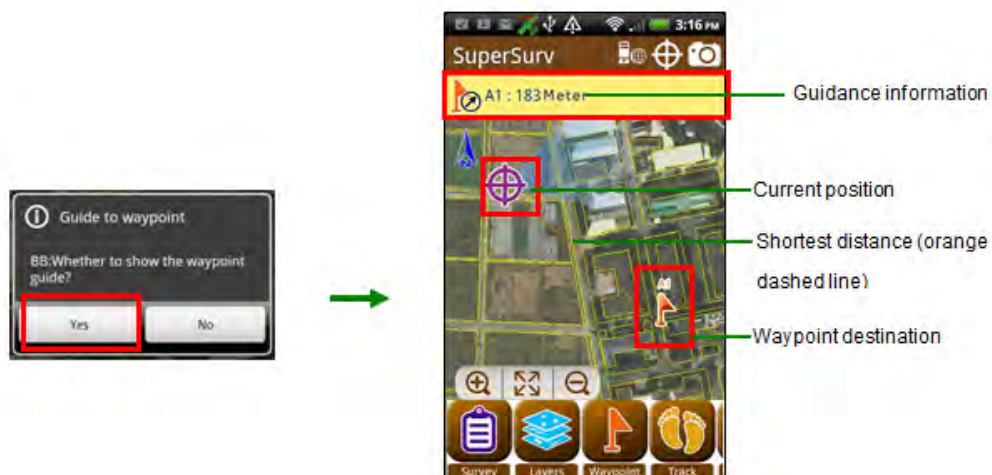 Guide to waypoint
BB:Whether to show the waypoint
guide?
Yes
No
3:16 PM
SuperSurv
A1 : 183Meter
Guidance information
Current position
Shortest distance (orange
dashed line)
A1
Waypoint destination
N
Survey
Layers
Waypoint
Track